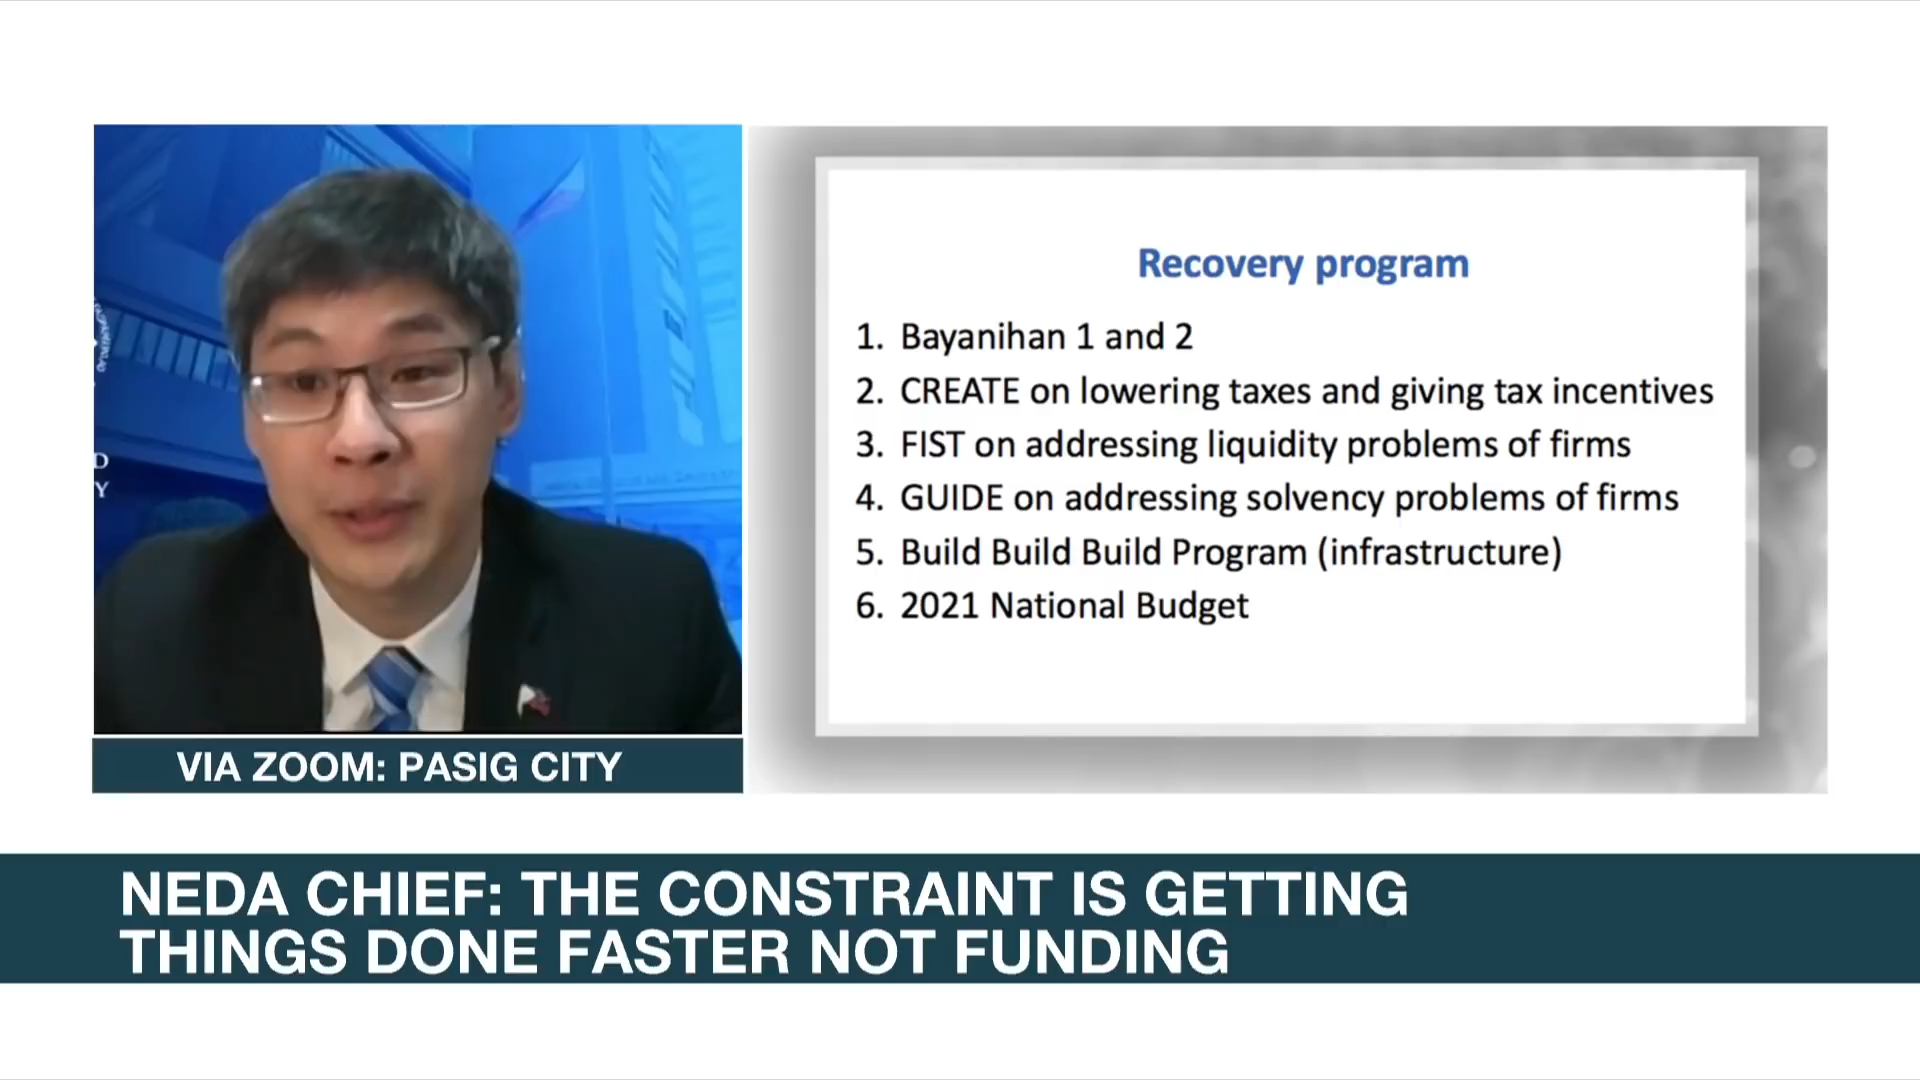 D
Y
VIA ZOOM: PASIG CITY
Recovery program
1. Bayanihan 1 and 2
2. CREATE on lowering taxes and giving tax incentives
3. FIST on addressing liquidity problems of firms
4. GUIDE on addressing solvency problems of firms
5. Build Build Build Program (infrastructure)
6. 2021 National Budget
NEDA CHIEF: THE CONSTRAINT IS GETTING
THINGS DONE FASTER NOT FUNDING